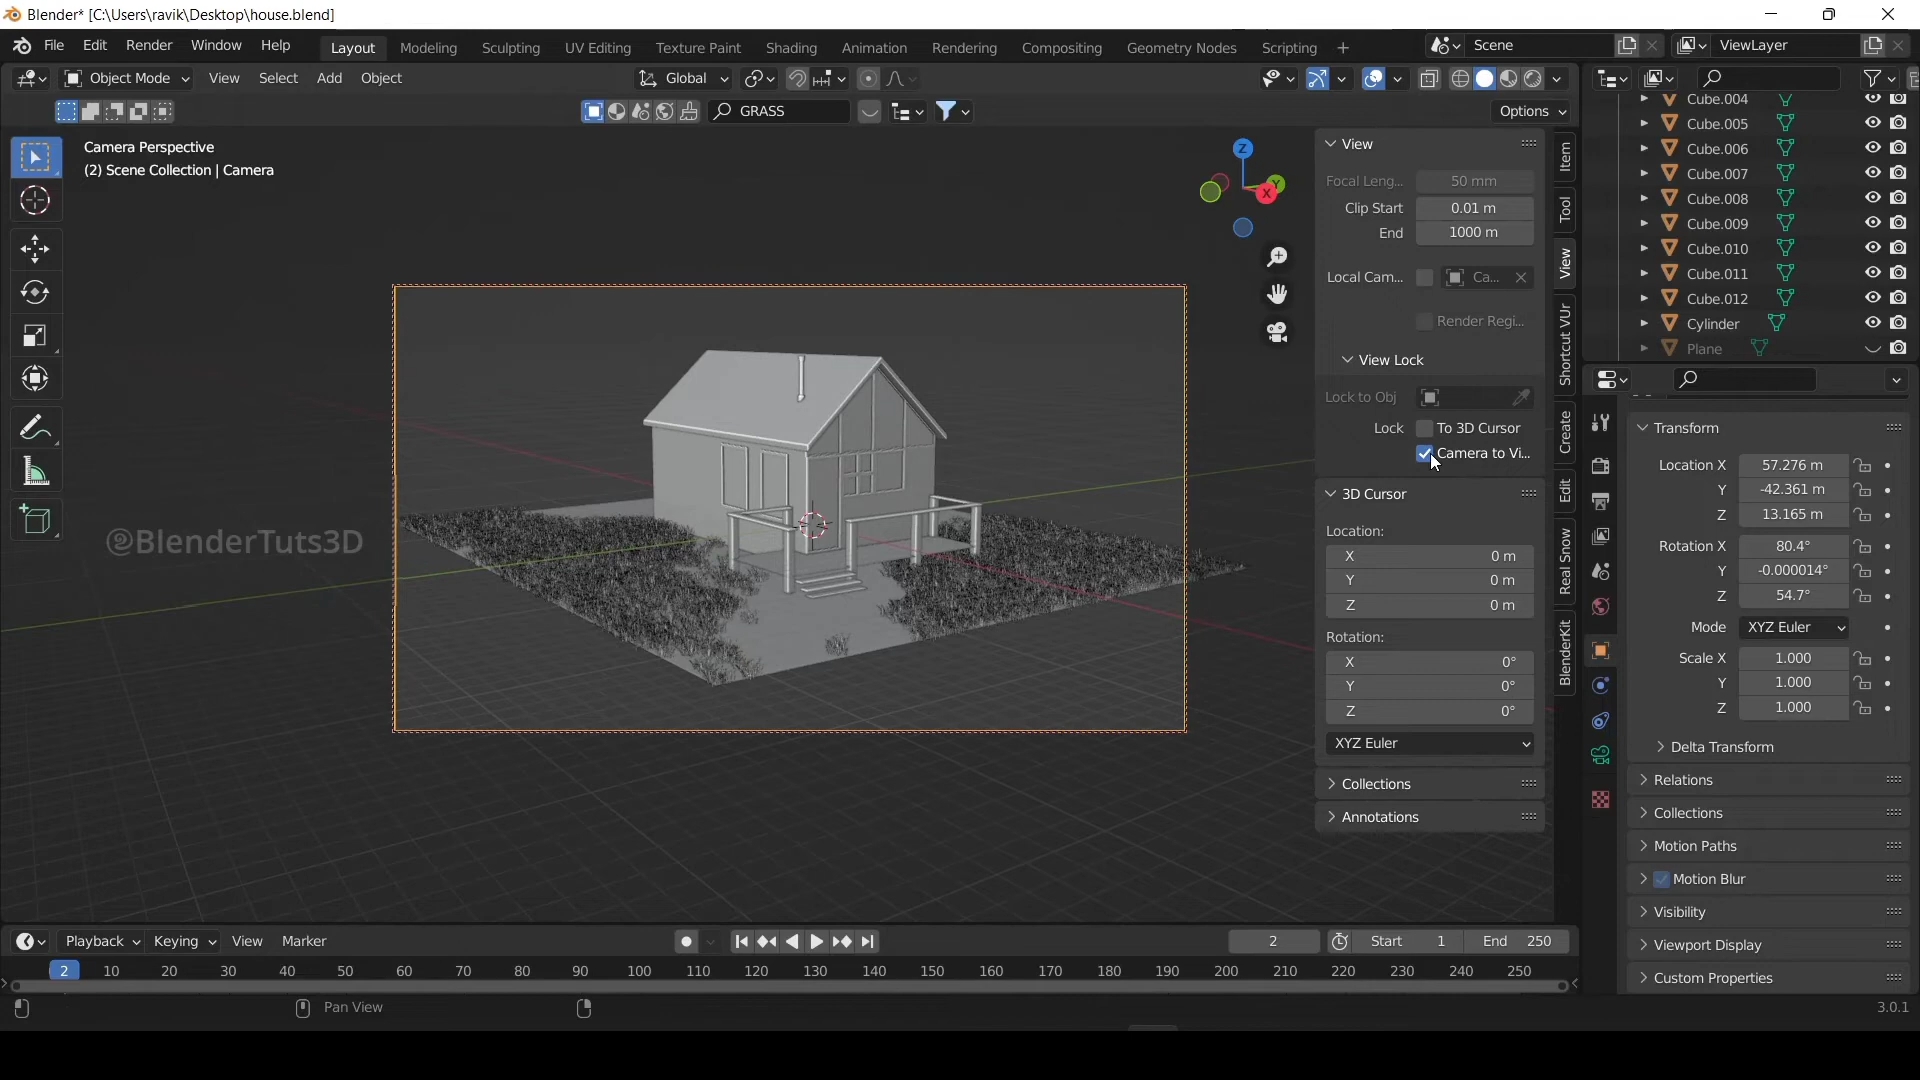 Blender* [C:\Users\ravik\Desktop\house.blend]
File Edit Render Window Help Layout Modeling Sculpting UV Editing Texture Paint Shading Animation Rendering Compositing Geometry Nodes Scripting + Scene ViewLayer
Object Mode View Select Add Object Global
GRASS Options
Camera Perspective
(2) Scene Collection | Camera
@BlenderTuts3D
Z
Y
X
View
Focal Leng... 50 mm
Clip Start 0.01 m
End 1000 m
Local Cam... Ca...
Render Regi...
View Lock
Lock to Obj
Lock To 3D Cursor
Camera to Vi...
3D Cursor
Location:
X 0 m
Y 0 m
Z 0 m
Rotation:
X 0°
Y 0°
Z 0°
XYZ Euler
Collections
Annotations
Item
Tool
View
Shortcut VUr
Create
Edit
Real Snow
BlenderKit
Cube.004
Cube.005
Cube.006
Cube.007
Cube.008
Cube.009
Cube.010
Cube.011
Cube.012
Cylinder
Plane
Transform
Location X 57.276 m
Y -42.361 m
Z 13.165 m
Rotation X 80.4°
Y -0.000014°
Z 54.7°
Mode XYZ Euler
Scale X 1.000
Y 1.000
Z 1.000
Delta Transform
Relations
Collections
Motion Paths
Motion Blur
Visibility
Viewport Display
Custom Properties
Playback Keying View Marker 2 Start 1 End 250
2 10 20 30 40 50 60 70 80 90 100 110 120 130 140 150 160 170 180 190 200 210 220 230 240 250
Pan View 3.0.1